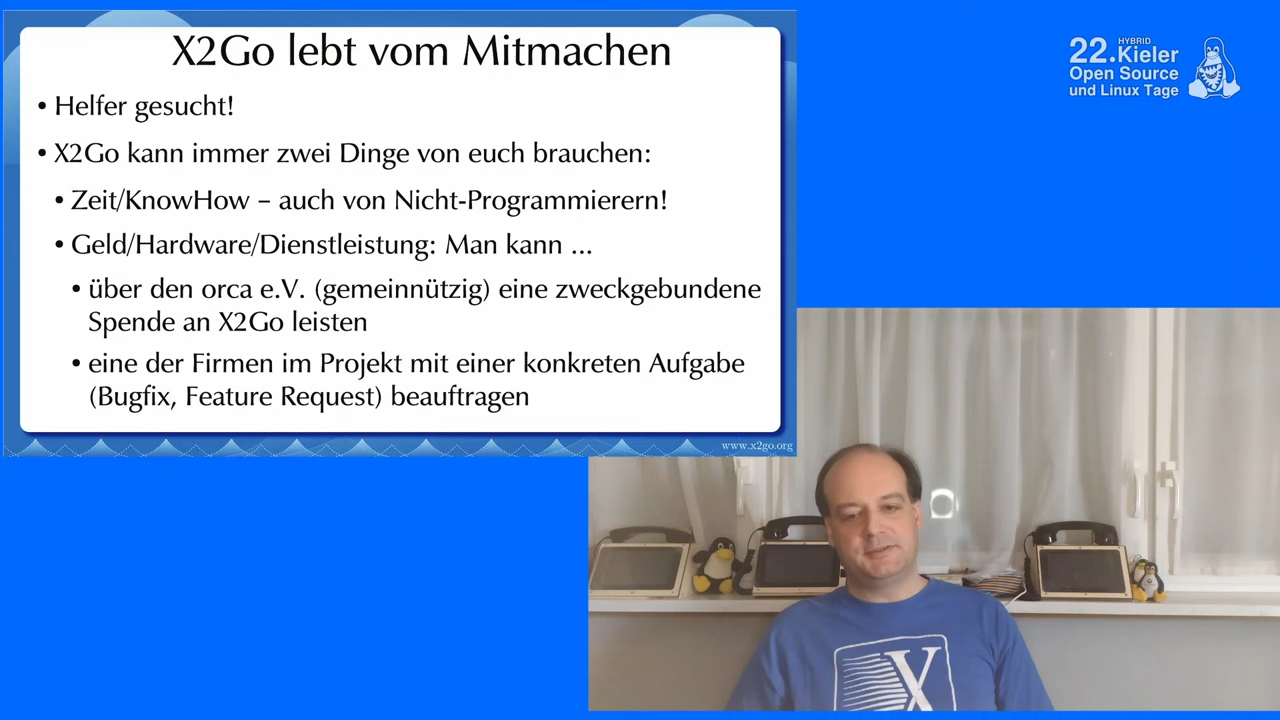 X2Go lebt vom Mitmachen
• Helfer gesucht!
• X2Go kann immer zwei Dinge von euch brauchen:
• Zeit/KnowHow – auch von Nicht-Programmierern!
• Geld/Hardware/Dienstleistung: Man kann ...
• über den orca e.V. (gemeinnützig) eine zweckgebundene
Spende an X2Go leisten
• eine der Firmen im Projekt mit einer konkreten Aufgabe
(Bugfix, Feature Request) beauftragen
www.x2go.org
HYBRID
22.Kieler
Open Source
und Linux Tage
X